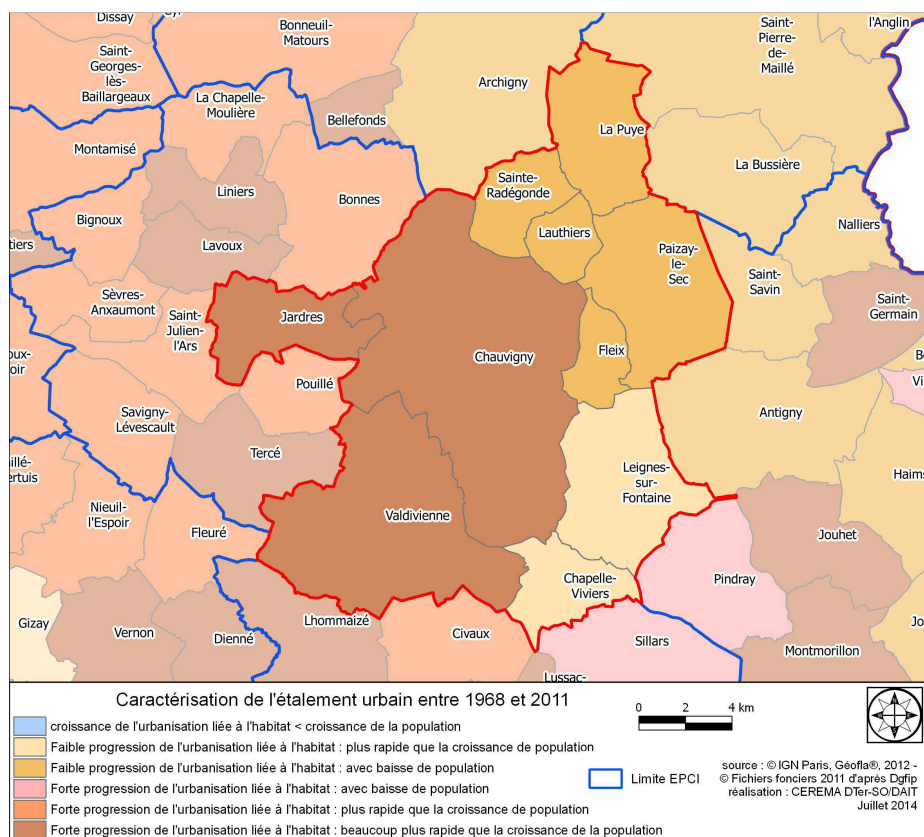 Dissay
Bonneuil-
Matours
Saint-
Pierre-
de-
Maillé
l'Anglin
Saint-
Georges-
lès-
Baillargeaux
La Chapelle-
Moulière
Archigny
Bellefonds
La Puye
Montamisé
La Bussière
Liniers
Bonnes
Sainte-
Radégonde
Bignoux
Nalliers
Lauthiers
Lavoux
tiers
Paizay-
le-
Sec
Saint-
Savin
Sèvres-
Anxaumont
Saint-
Julien-
l'Ars
Jardres
Saint-
Germain
Fleix
Chauvigny
oux-
oir
Pouillé
Savigny-
Lévescault
Antigny
Tercé
Leignes-
sur-
Fontaine
illé-
ertuis
Haims
Nieuil-
l'Espoir
Valdivienne
Fleuré
Jouhet
Chapelle-
Viviers
Pindray
Gizay
Vernon
Dienné
Lhommaizé
Civaux
Sillars
Montmorillon
Lussac-
Caractérisation de l'étalement urbain entre 1968 et 2011
croissance de l'urbanisation liée à l'habitat < croissance de la population
Faible progression de l'urbanisation liée à l'habitat : plus rapide que la croissance de population
Faible progression de l'urbanisation liée à l'habitat : avec baisse de population
Forte progression de l'urbanisation liée à l'habitat : avec baisse de population
Forte progression de l'urbanisation liée à l'habitat : plus rapide que la croissance de population
Forte progression de l'urbanisation liée à l'habitat : beaucoup plus rapide que la croissance de la population
0 2 4 km
Limite EPCI
source : © IGN Paris, Géofla®, 2012 -
© Fichiers fonciers 2011 d'après Dgfip
réalisation : CEREMA DTer-SO/DAIT
Juillet 2014